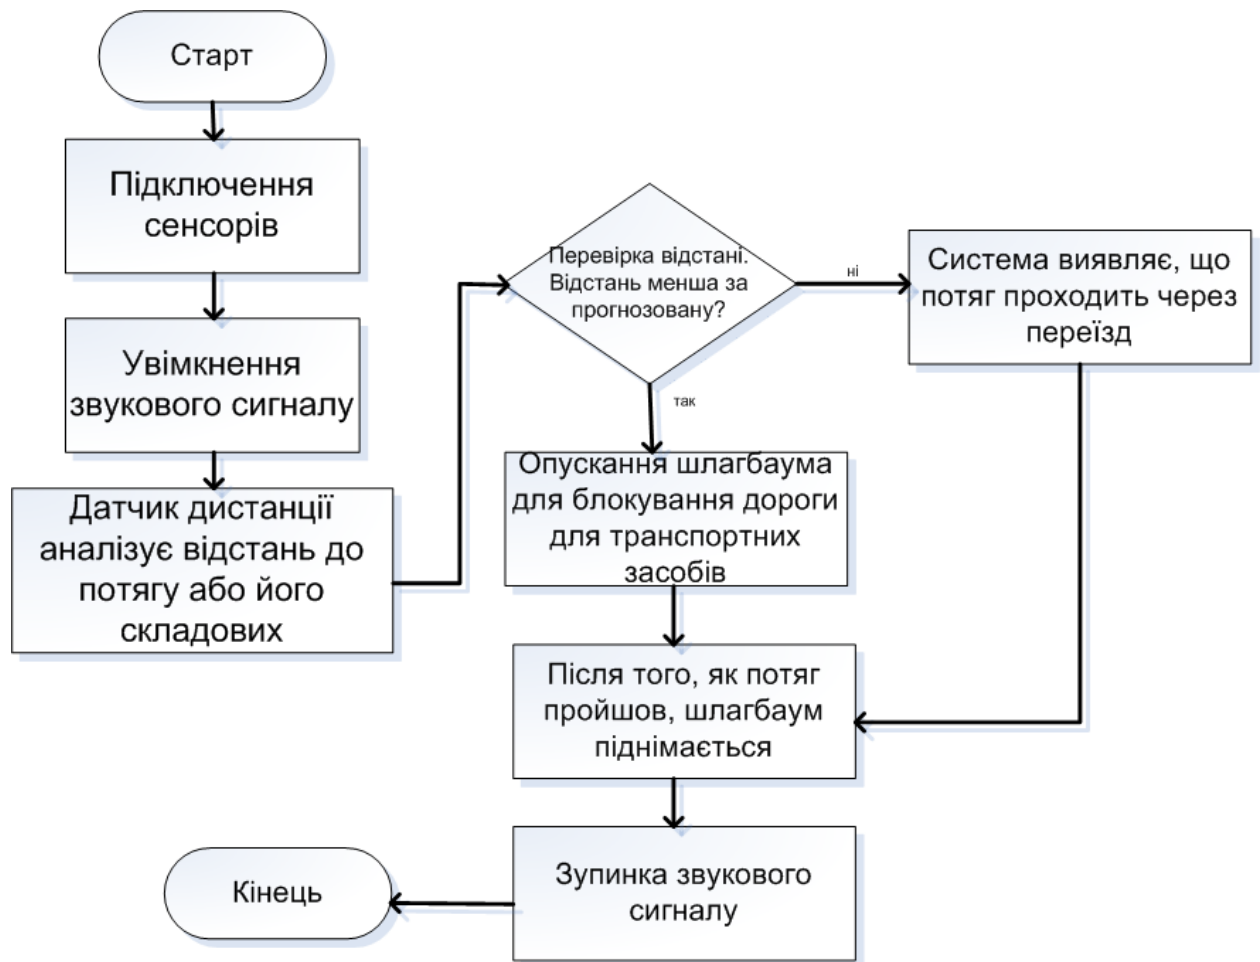 Старт
Підключення
сенсорів
Увімкнення
звукового сигналу
Датчик дистанції
аналізує відстань до
потягу або його
складових
Перевірка відстані.
Відстань менша за
прогнозовану?
ні
Система виявляє, що
потяг проходить через
переїзд
так
Опускання шлагбаума
для блокування дороги
для транспортних
засобів
Після того, як потяг
пройшов, шлагбаум
піднімається
Зупинка звукового
сигналу
Кінець